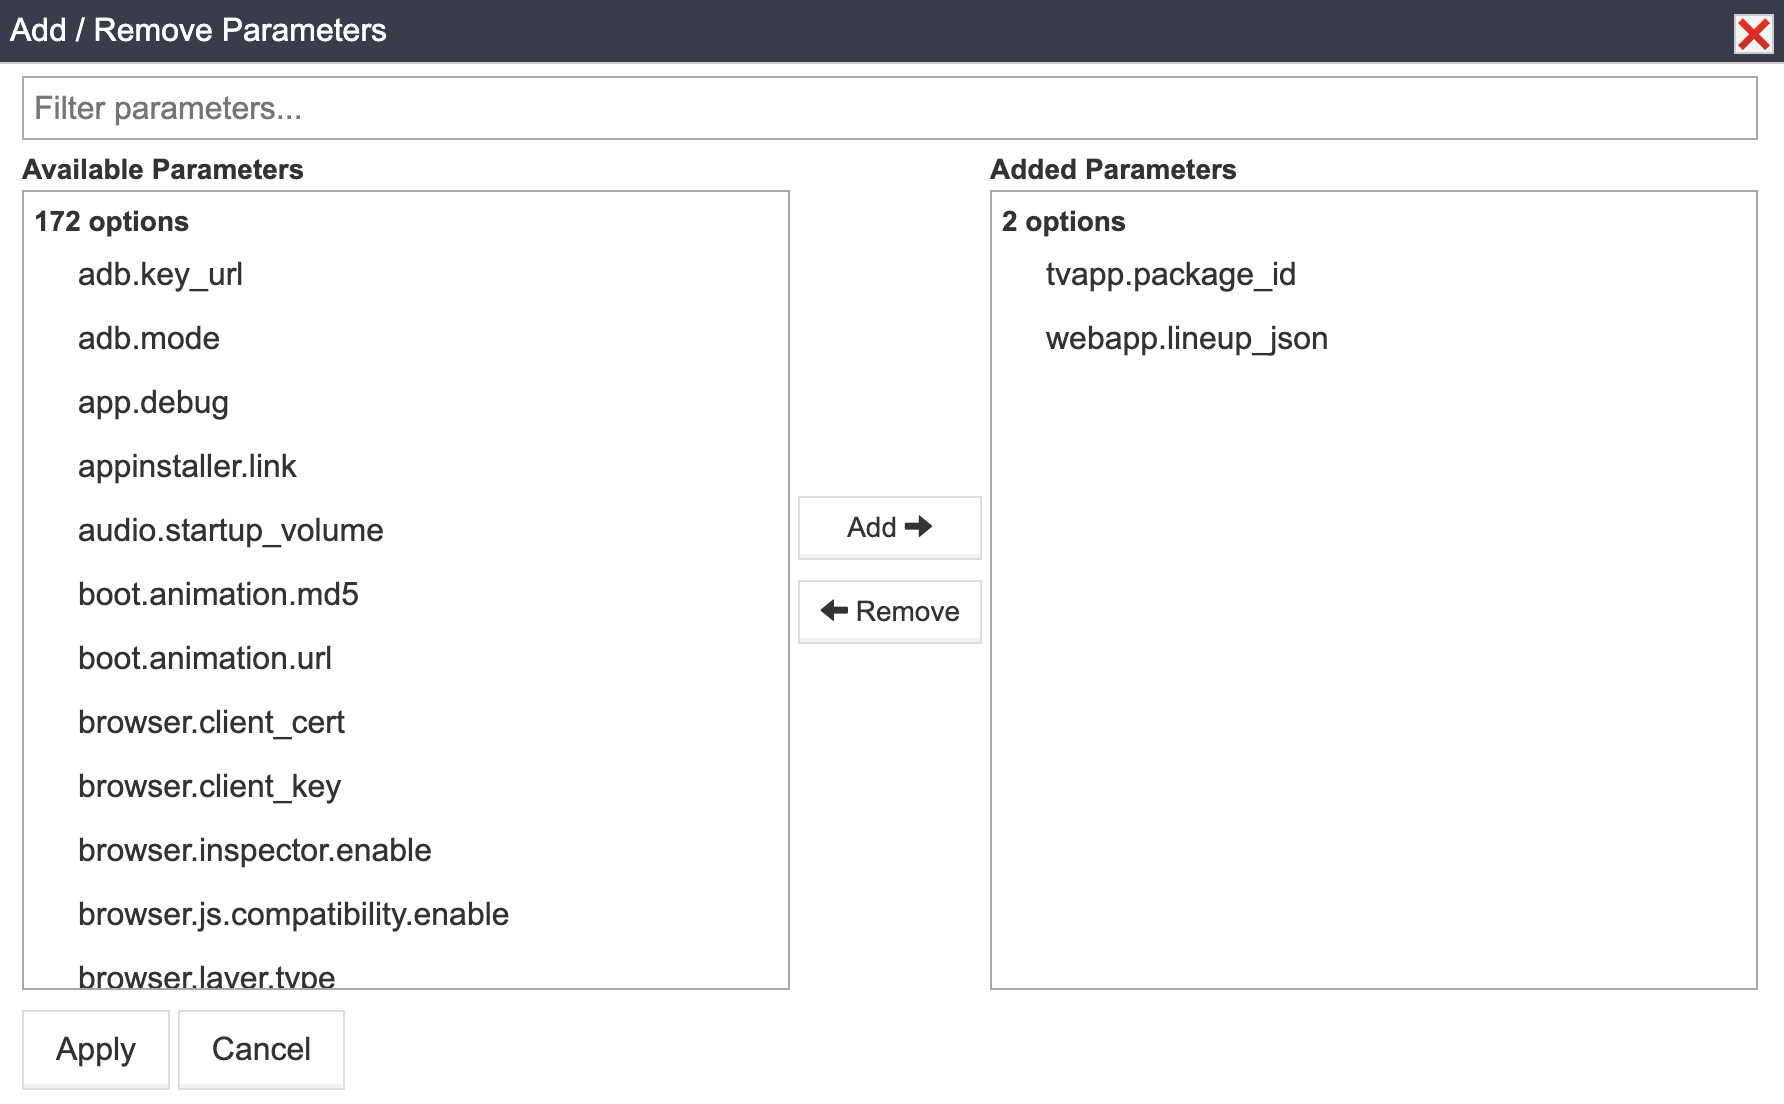 Add / Remove Parameters
Filter parameters...
Available Parameters
172 options
adb.key_url
adb.mode
app.debug
appinstaller.link
audio.startup_volume
boot.animation.md5
boot.animation.url
browser.client_cert
browser.client_key
browser.inspector.enable
browser.js.compatibility.enable
browser.layer.type
Add
Remove
Added Parameters
2 options
tvapp.package_id
webapp.lineup_json
Apply
Cancel